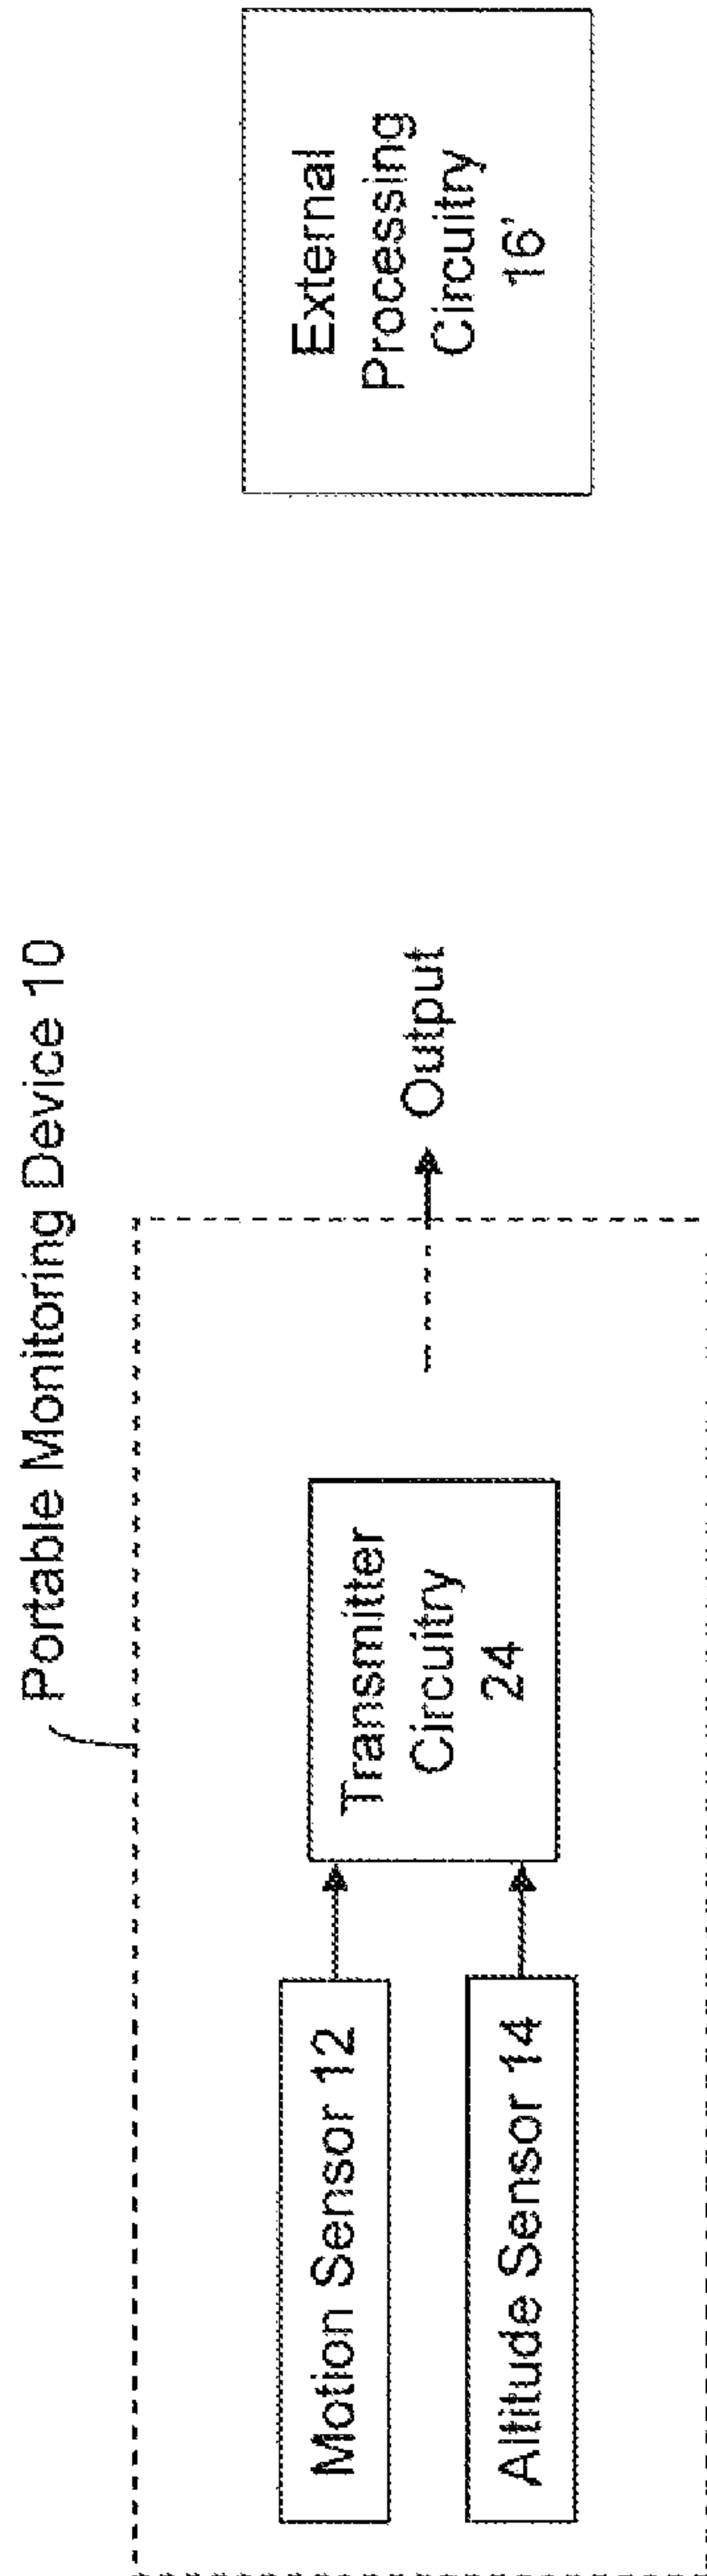 Portable Monitoring Device 10
Motion Sensor 12
Altitude Sensor 14
Transmitter
Circuitry
24
Output
External
Processing
Circuitry
16'